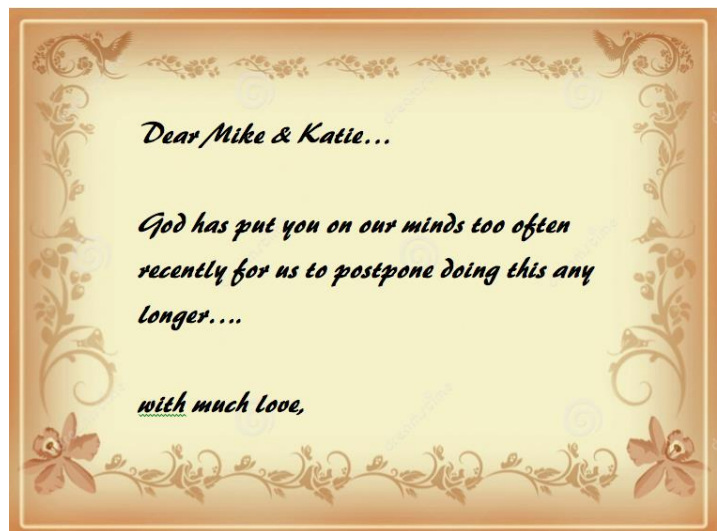 Dear Mike & Katie...
God has put you on our minds too often
recently for us to postpone doing this any
longer....
with much love,